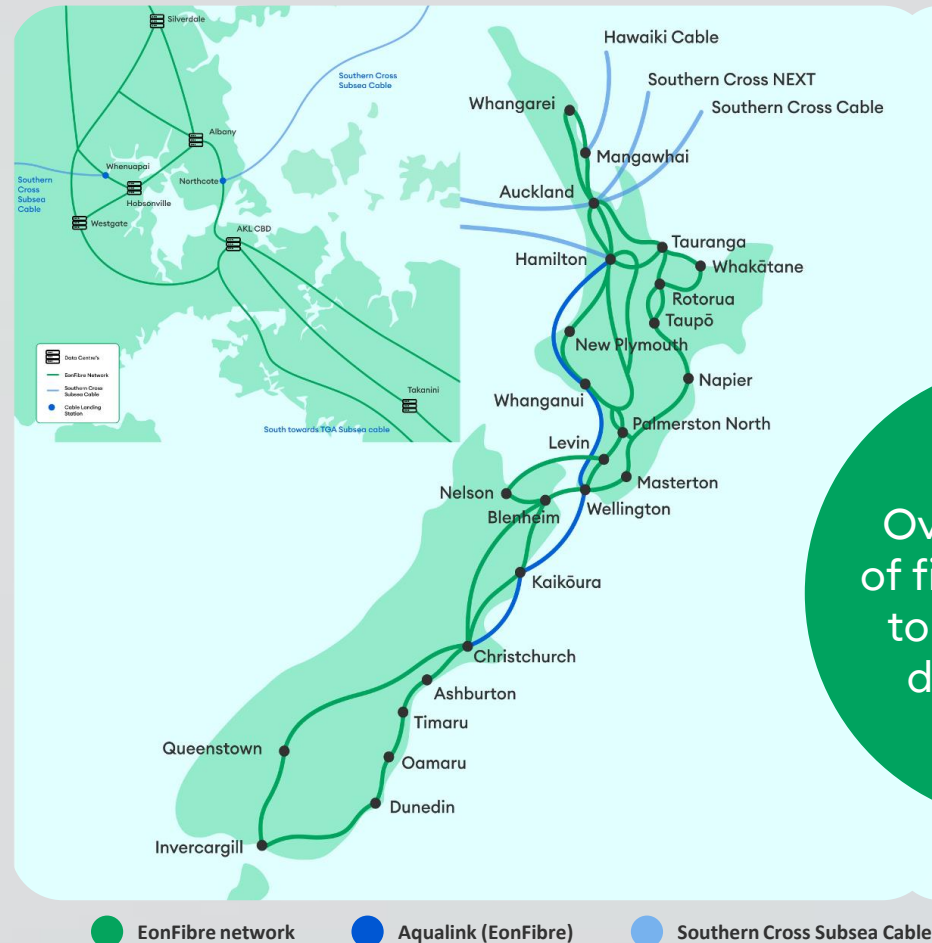 Silverdale
Southern Cross
Subsea Cable
Albany
Whenuapai
Northcote
Southern
Cross
Subsea
Cable
Hobsonville
Westgate
AKL CBD
Data Centre's
EonFibre Network
Southern Cross
Subsea Cable
Cable Landing
Station
Takanini
South towards TGA Subsea cable
Hawaiki Cable
Southern Cross NEXT
Southern Cross Cable
Whangarei
Mangawhai
Auckland
Tauranga
Hamilton
Whakātane
Rotorua
Taupō
New Plymouth
Napier
Whanganui
Palmerston North
Levin
Masterton
Nelson
Wellington
Blenheim
Kaikōura
Christchurch
Ashburton
Timaru
Queenstown
Oamaru
Dunedin
Invercargill
of
to
EonFibre network
Aqualink (EonFibre)
Southern Cross Subsea Cable